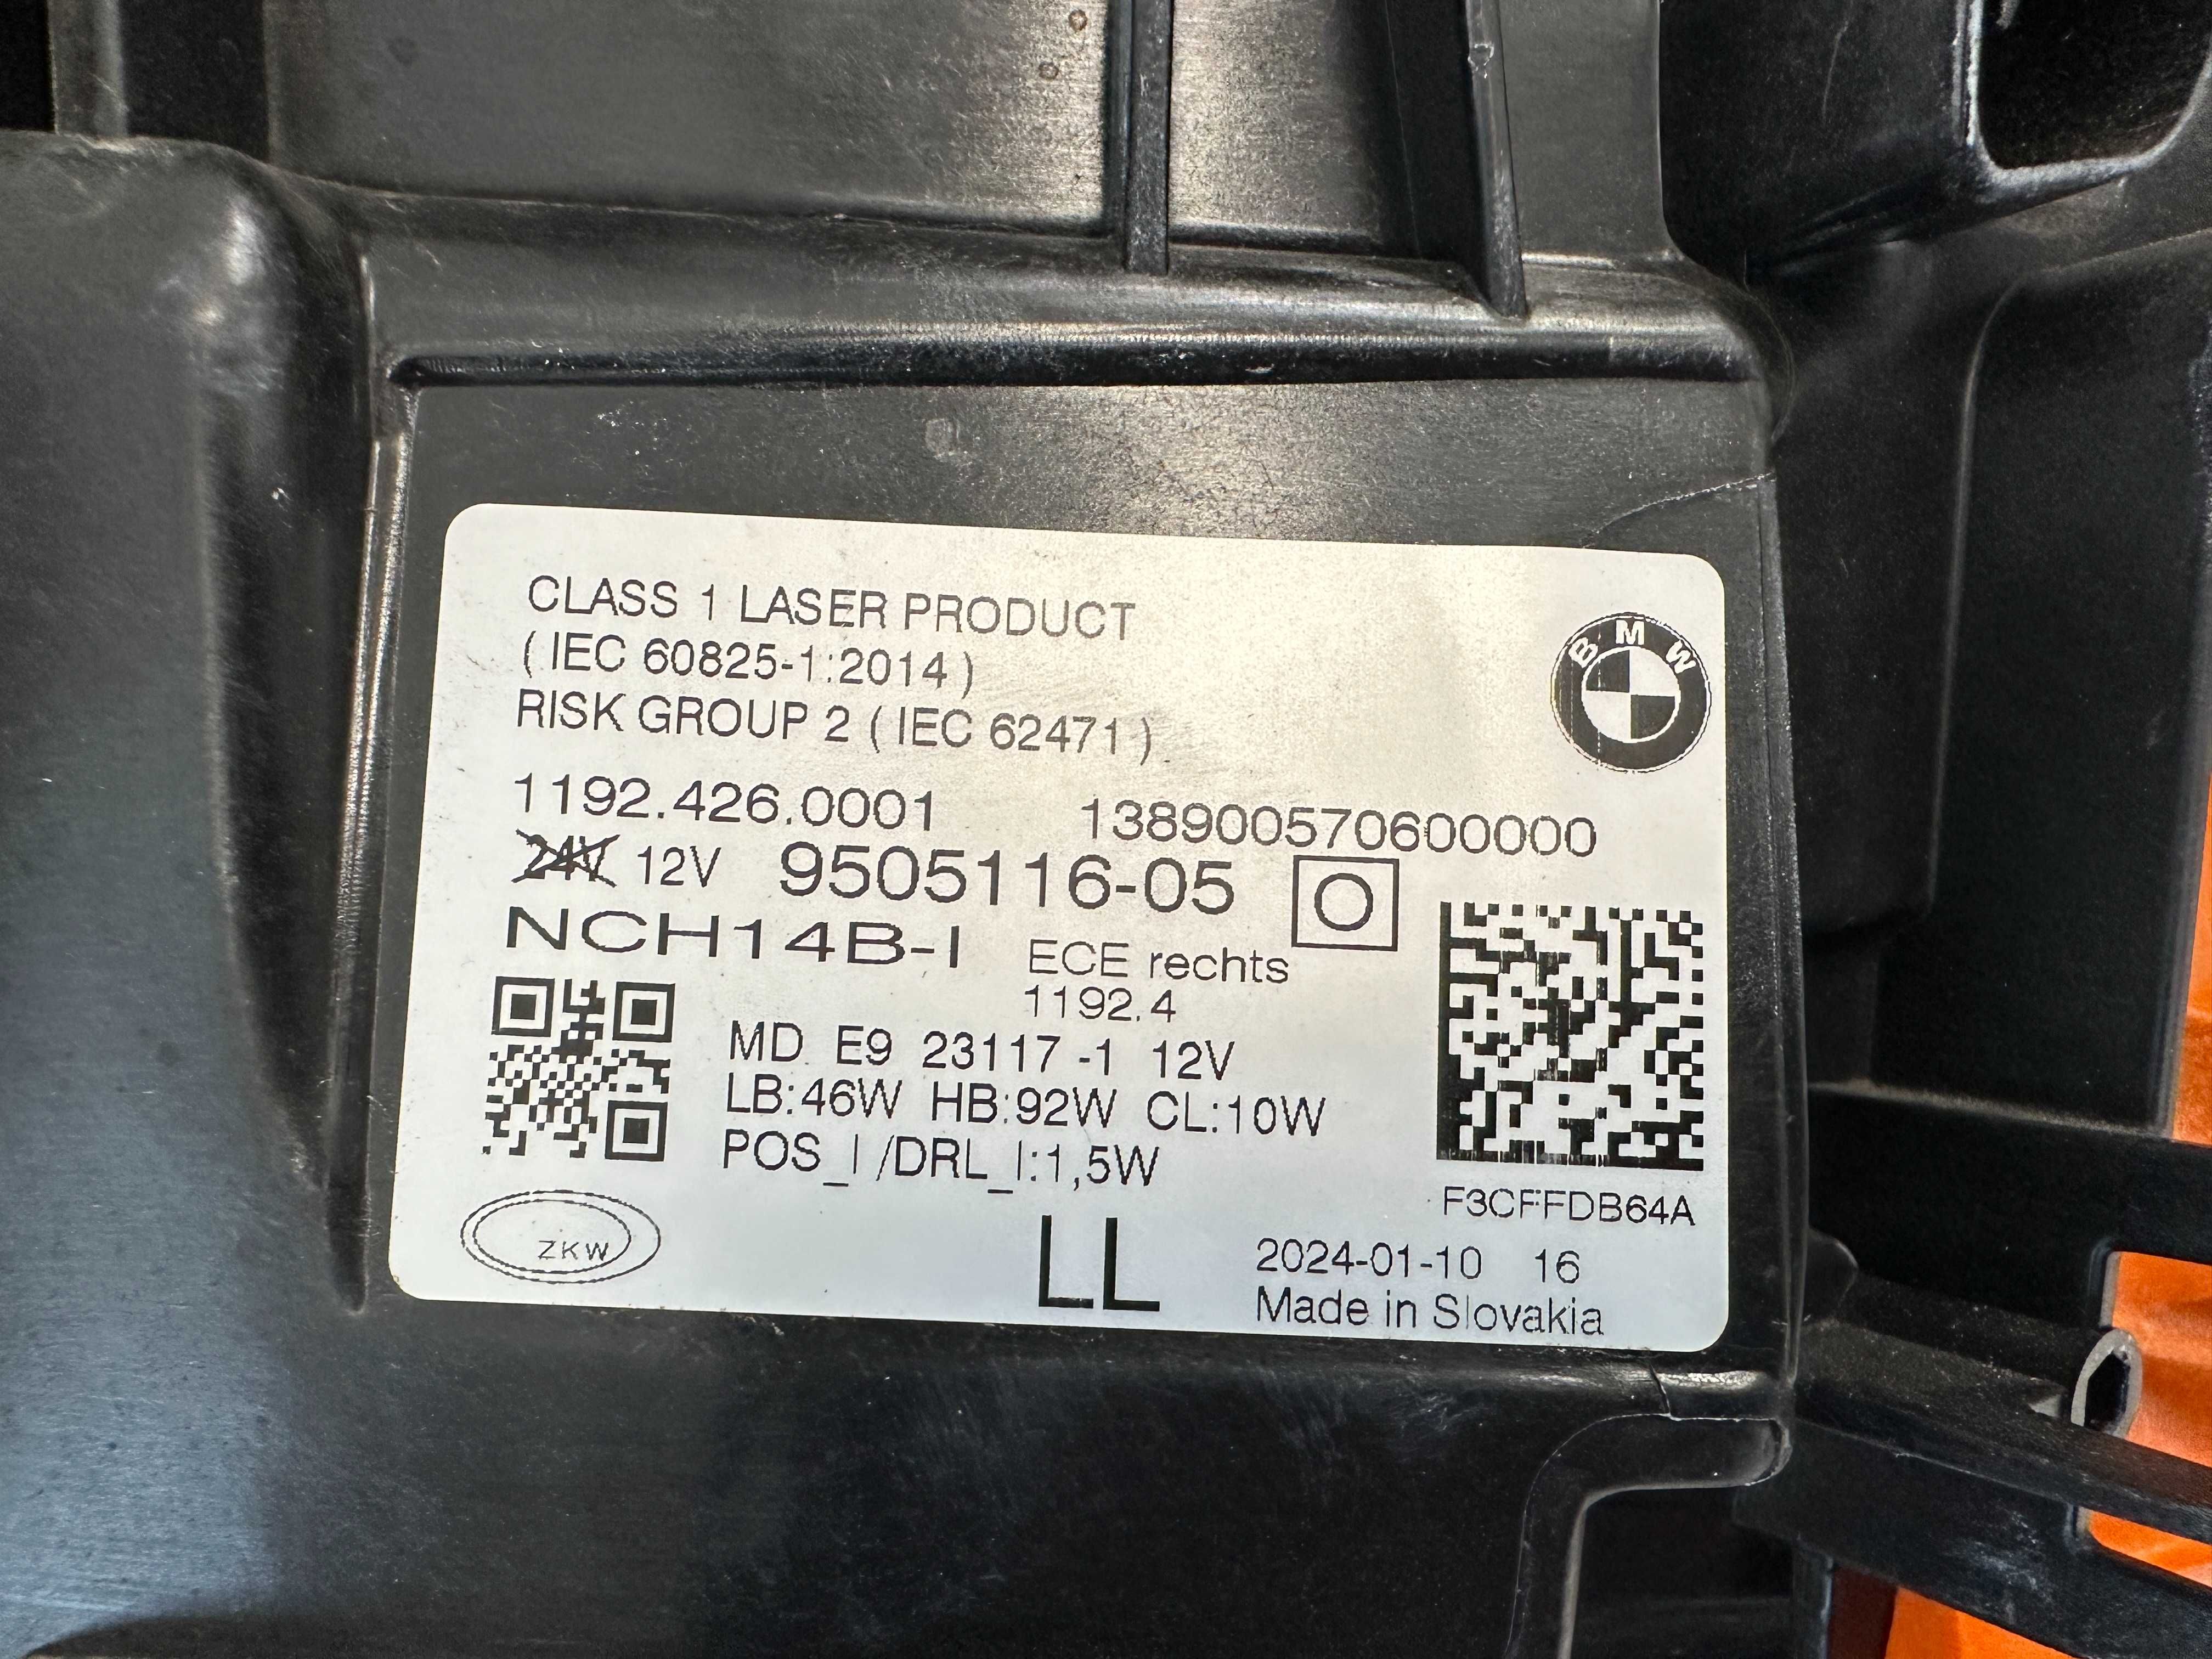 CLASS 1 LASER PRODUCT
( IEC 60825-1:2014 )
RISK GROUP 2 ( IEC 62471 )
BMW
1192.426.0001 138900570600000
24V 12V 9505116-05 O
NCH14B-I
ECE rechts
1192.4
MD E9 23117 -1 12V
LB:46W HB:92W CL:10W
POS_I /DRL_I:1,5W
F3CFFDB64A
ZKW
LL
2024-01-10 16
Made in Slovakia